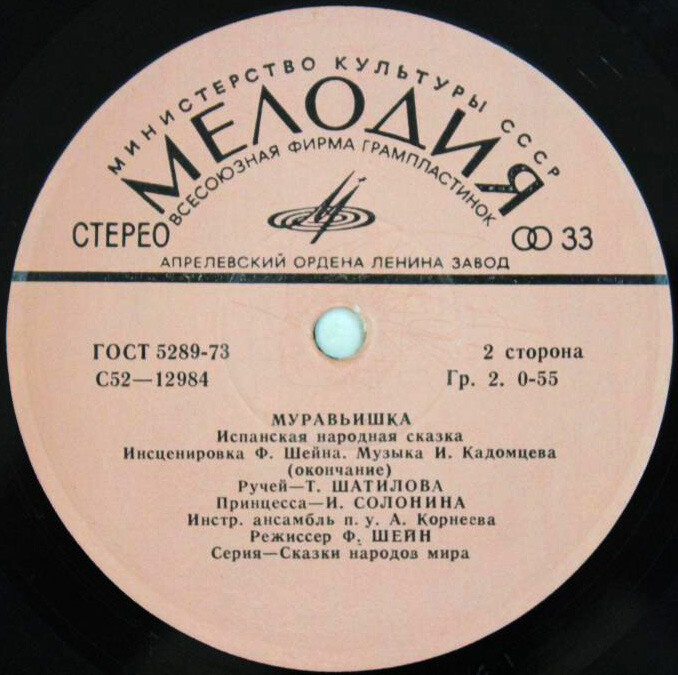 МИНИСТЕРСТВО КУЛЬТУРЫ СССР
МЕЛОДИЯ
ВСЕСОЮЗНАЯ ФИРМА ГРАМПЛАСТИНОК
СТЕРЕО
33
АПРЕЛЕВСКИЙ ОРДЕНА ЛЕНИНА ЗАВОД
ГОСТ 5289-73
2 сторона
С52—12984
Гр. 2. 0-55
МУРАВЬИШКА
Испанская народная сказка
Инсценировка Ф. Шейна. Музыка И. Кадомцева
(окончание)
Ручей—Т. ШАТИЛОВА
Принцесса—И. СОЛОНИНА
Инстр. ансамбль п. у. А. Корнеева
Режиссер Ф. ШЕЙН
Серия—Сказки народов мира